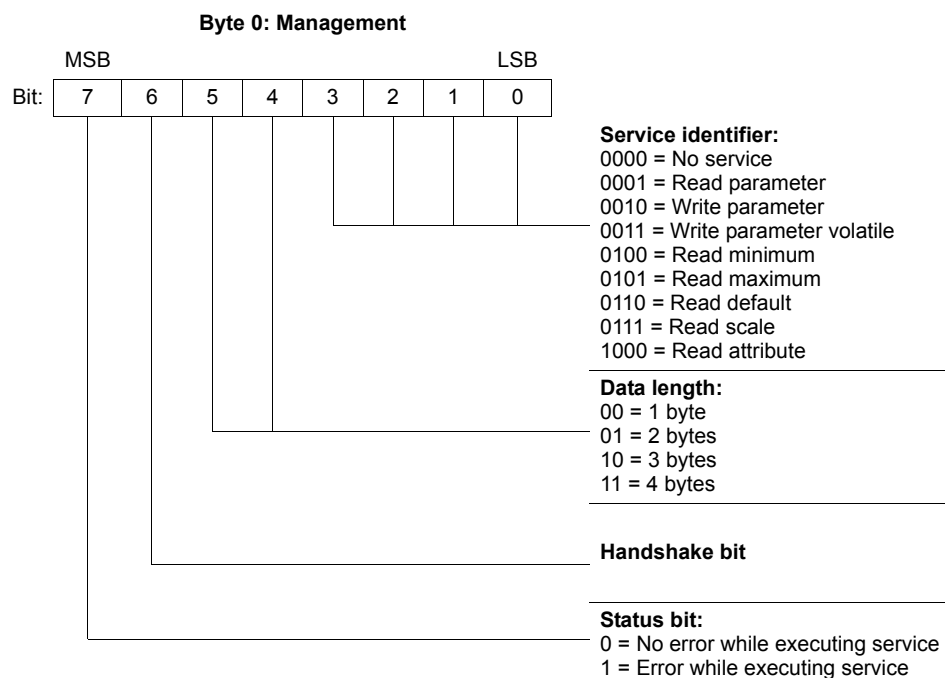 Byte 0: Management
MSB LSB
Bit: 7 6 5 4 3 2 1 0
Service identifier:
0000 = No service
0001 = Read parameter
0010 = Write parameter
0011 = Write parameter volatile
0100 = Read minimum
0101 = Read maximum
0110 = Read default
0111 = Read scale
1000 = Read attribute
Data length:
00 = 1 byte
01 = 2 bytes
10 = 3 bytes
11 = 4 bytes
Handshake bit
Status bit:
0 = No error while executing service
1 = Error while executing service